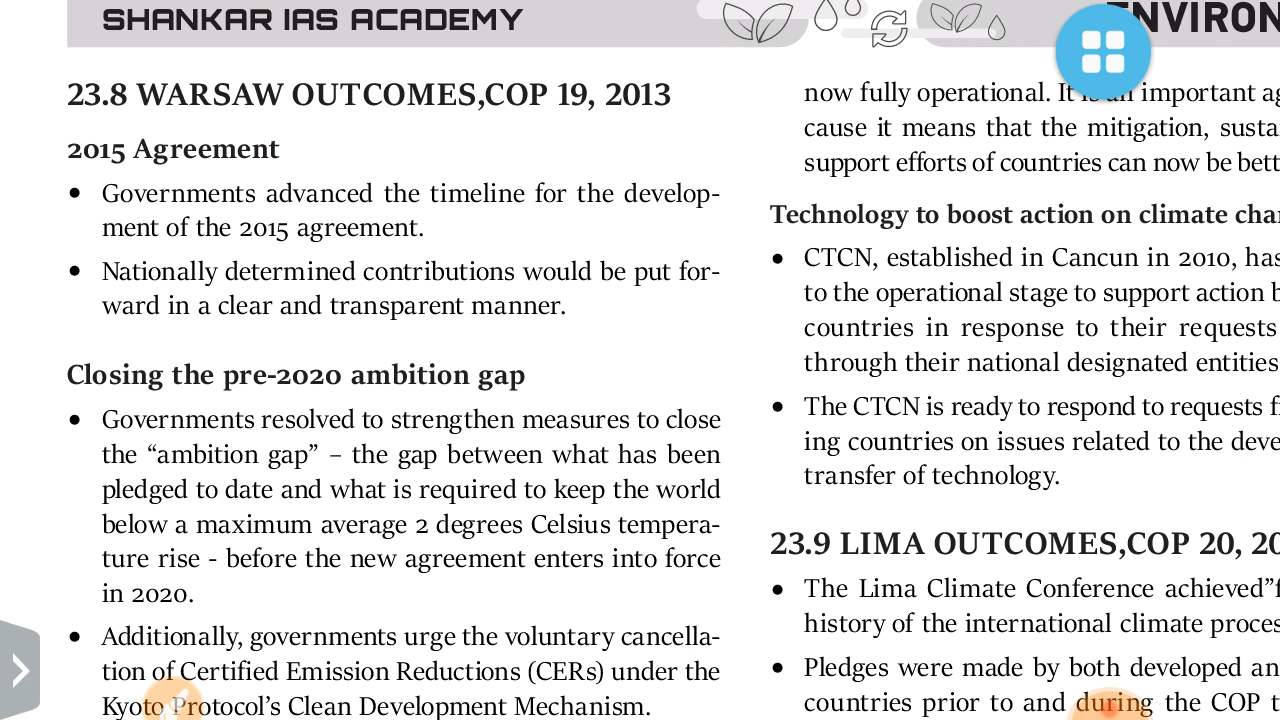 SHANKAR IAS ACADEMY
23.8 WARSAW OUTCOMES,COP 19, 2013
2015 Agreement
• Governments advanced the timeline for the develop-
ment of the 2015 agreement.
• Nationally determined contributions would be put for-
ward in a clear and transparent manner.
Closing the pre-2020 ambition gap
• Governments resolved to strengthen measures to close
the “ambition gap” – the gap between what has been
pledged to date and what is required to keep the world
below a maximum average 2 degrees Celsius tempera-
ture rise - before the new agreement enters into force
in 2020.
• Additionally, governments urge the voluntary cancella-
tion of Certified Emission Reductions (CERs) under the
Kyoto Protocol’s Clean Development Mechanism.
now fully operational. It is an important
cause it means that the mitigation,
support efforts of countries can now be
Technology to boost action on climate
• CTCN, established in Cancun in 2010, has
to the operational stage to support action
countries in response to their requests
through their national designated entities
• The CTCN is ready to respond to requests
ing countries on issues related to the
transfer of technology.
23.9 LIMA OUTCOMES,COP 20,
• The Lima Climate Conference achieved”
history of the international climate
• Pledges were made by both developed
countries prior to and during the COP